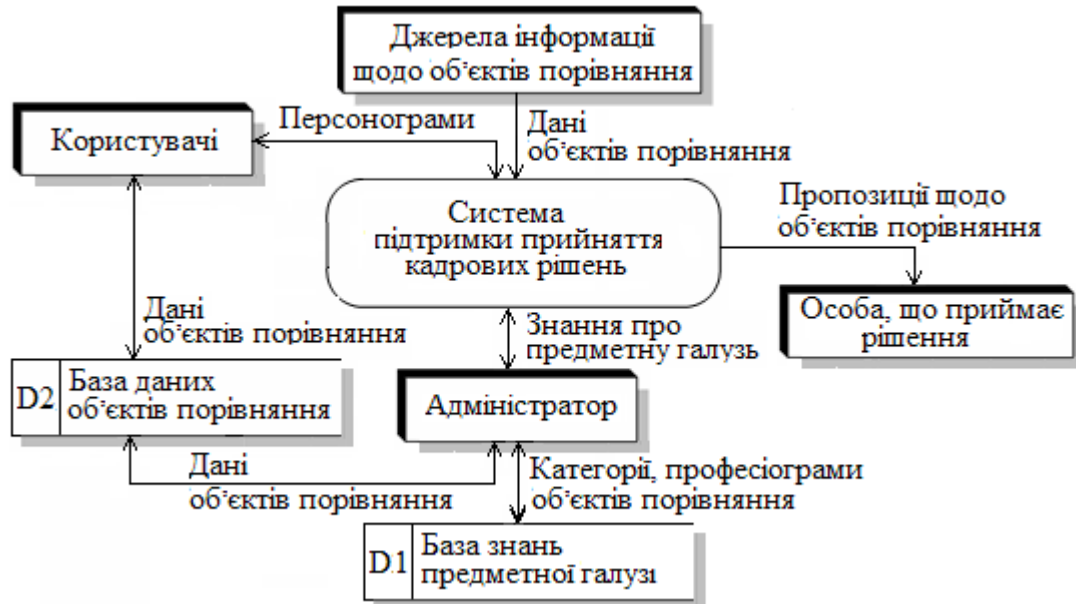 Джерела інформації
щодо об’єктів порівняння
Персонограми
Дані
об’єктів порівняння
Користувачі
Система
підтримки прийняття
кадрових рішень
Пропозиції щодо
об’єктів порівняння
Особа, що приймає
рішення
Дані
об’єктів порівняння
Знання про
предметну галузь
D2
База даних
об’єктів порівняння
Адміністратор
Дані
об’єктів порівняння
Категорії, професіограми
об’єктів порівняння
D1
База знань
предметної галузі